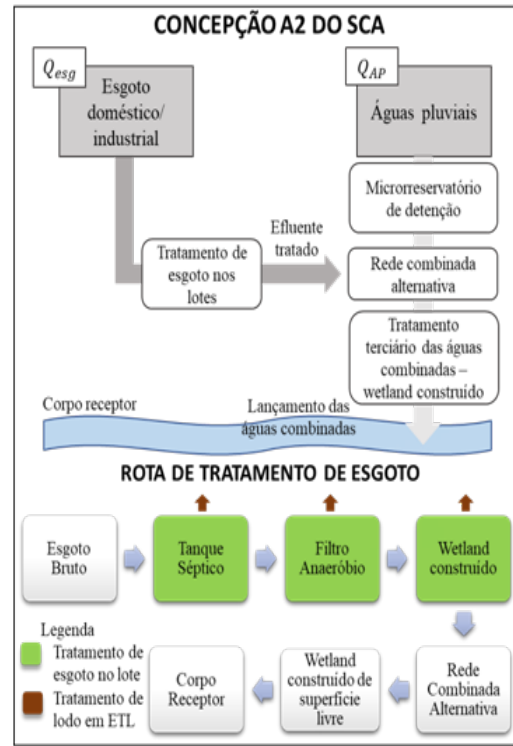 CONCEPÇÃO A2 DO SCA
Q_esg
Esgoto
doméstico/
industrial
Q_AP
Águas pluviais
Microrreservatório
de detenção
Efluente
tratado
Tratamento de
esgoto nos
lotes
Rede combinada
alternativa
Tratamento
terciário das águas
combinadas –
wetland construído
Corpo receptor
Lançamento das
águas combinadas
ROTA DE TRATAMENTO DE ESGOTO
Esgoto
Bruto
Tanque
Séptico
Filtro
Anaeróbio
Wetland
construído
Legenda
Tratamento de
esgoto no lote
Tratamento de
lodo em ETL
Corpo
Receptor
Wetland
construído de
superfície
livre
Rede
Combinada
Alternativa